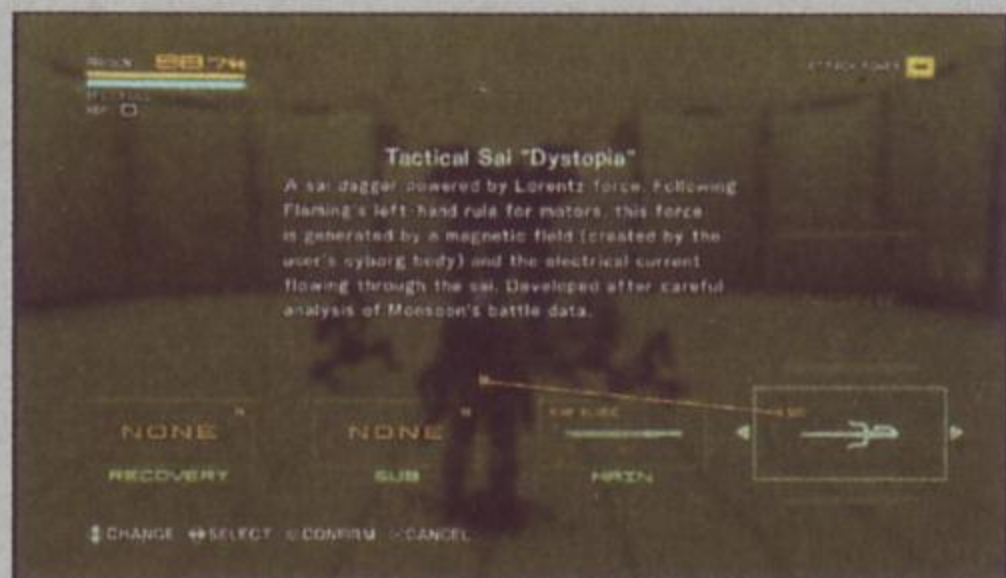 98.7%
Tactical Sai "Dystopia"
A sai dagger powered by Lorentz force. Following
Fleming's left-hand rule for motors, this force
is generated by a magnetic field (created by the
user's cyborg body) and the electrical current
flowing through the sai. Developed after careful
analysis of Monsoon's battle data.
NONE
NONE
RECOVERY
SUB
MAIN
CHANGE SELECT CONFIRM CANCEL